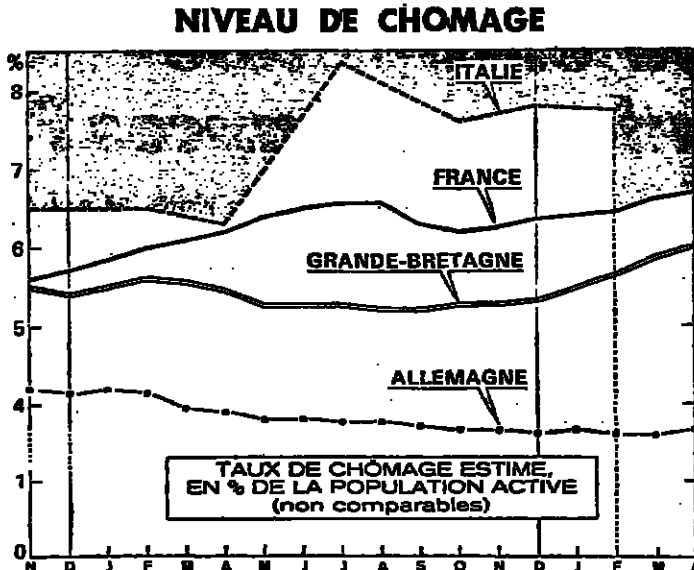 NIVEAU DE CHOMAGE
%
ITALIE
8
7
FRANCE
6
GRANDE-BRETAGNE
5
ALLEMAGNE
4
1
TAUX DE CHÔMAGE ESTIME,
EN % DE LA POPULATION ACTIVE
(non comparables)
0
N D J F M A M J J A S O N D J F M A